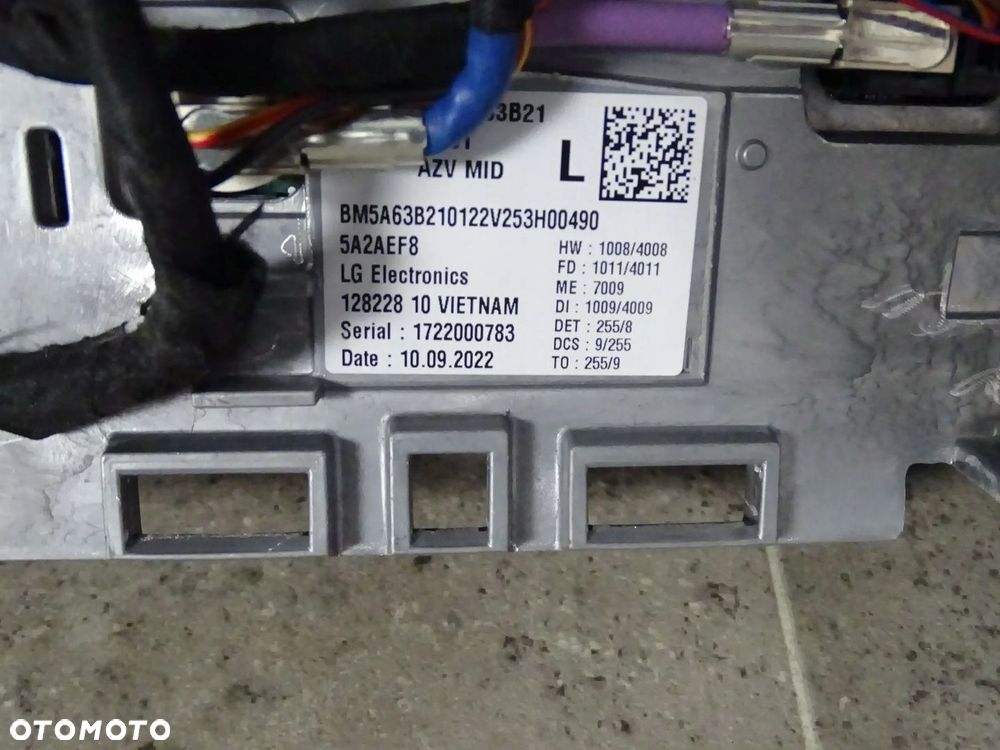 63B21
AZV MID
L
BM5A63B210122V253H00490
5A2AEF8
LG Electronics
128228 10 VIETNAM
Serial : 1722000783
Date : 10.09.2022
HW : 1008/4008
FD : 1011/4011
ME : 7009
DI : 1009/4009
DET : 255/8
DCS : 9/255
TO : 255/9
OTOMOTO